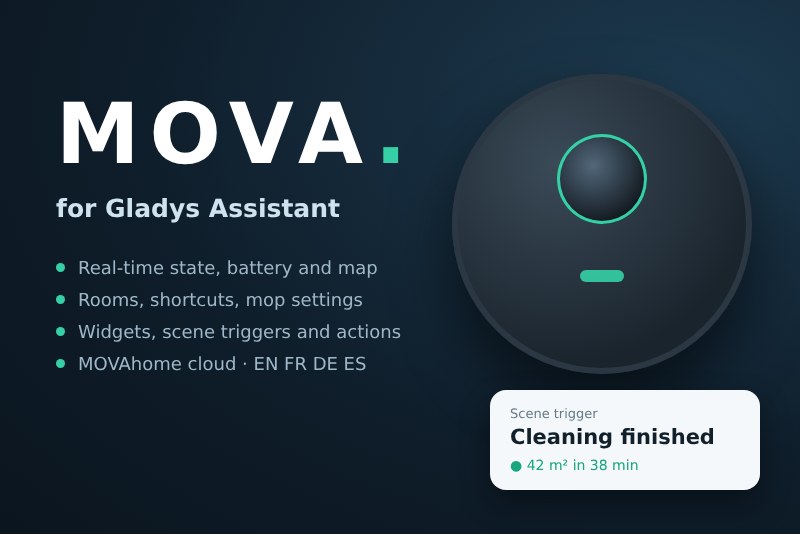 MOVA.
for Gladys Assistant
Real-time state, battery and map
Rooms, shortcuts, mop settings
Widgets, scene triggers and actions
MOVAhome cloud · EN FR DE ES
Scene trigger
Cleaning finished
42 m² in 38 min